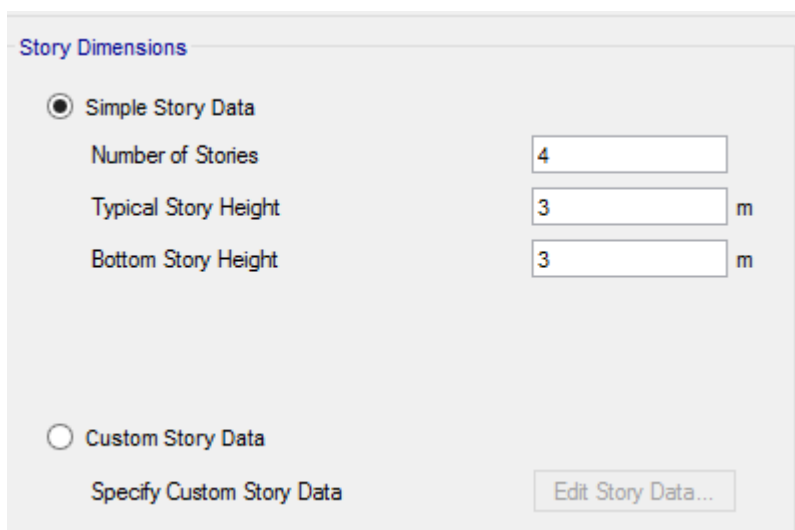 Story Dimensions
Simple Story Data
Number of Stories 4
Typical Story Height 3 m
Bottom Story Height 3 m
Custom Story Data
Specify Custom Story Data Edit Story Data...